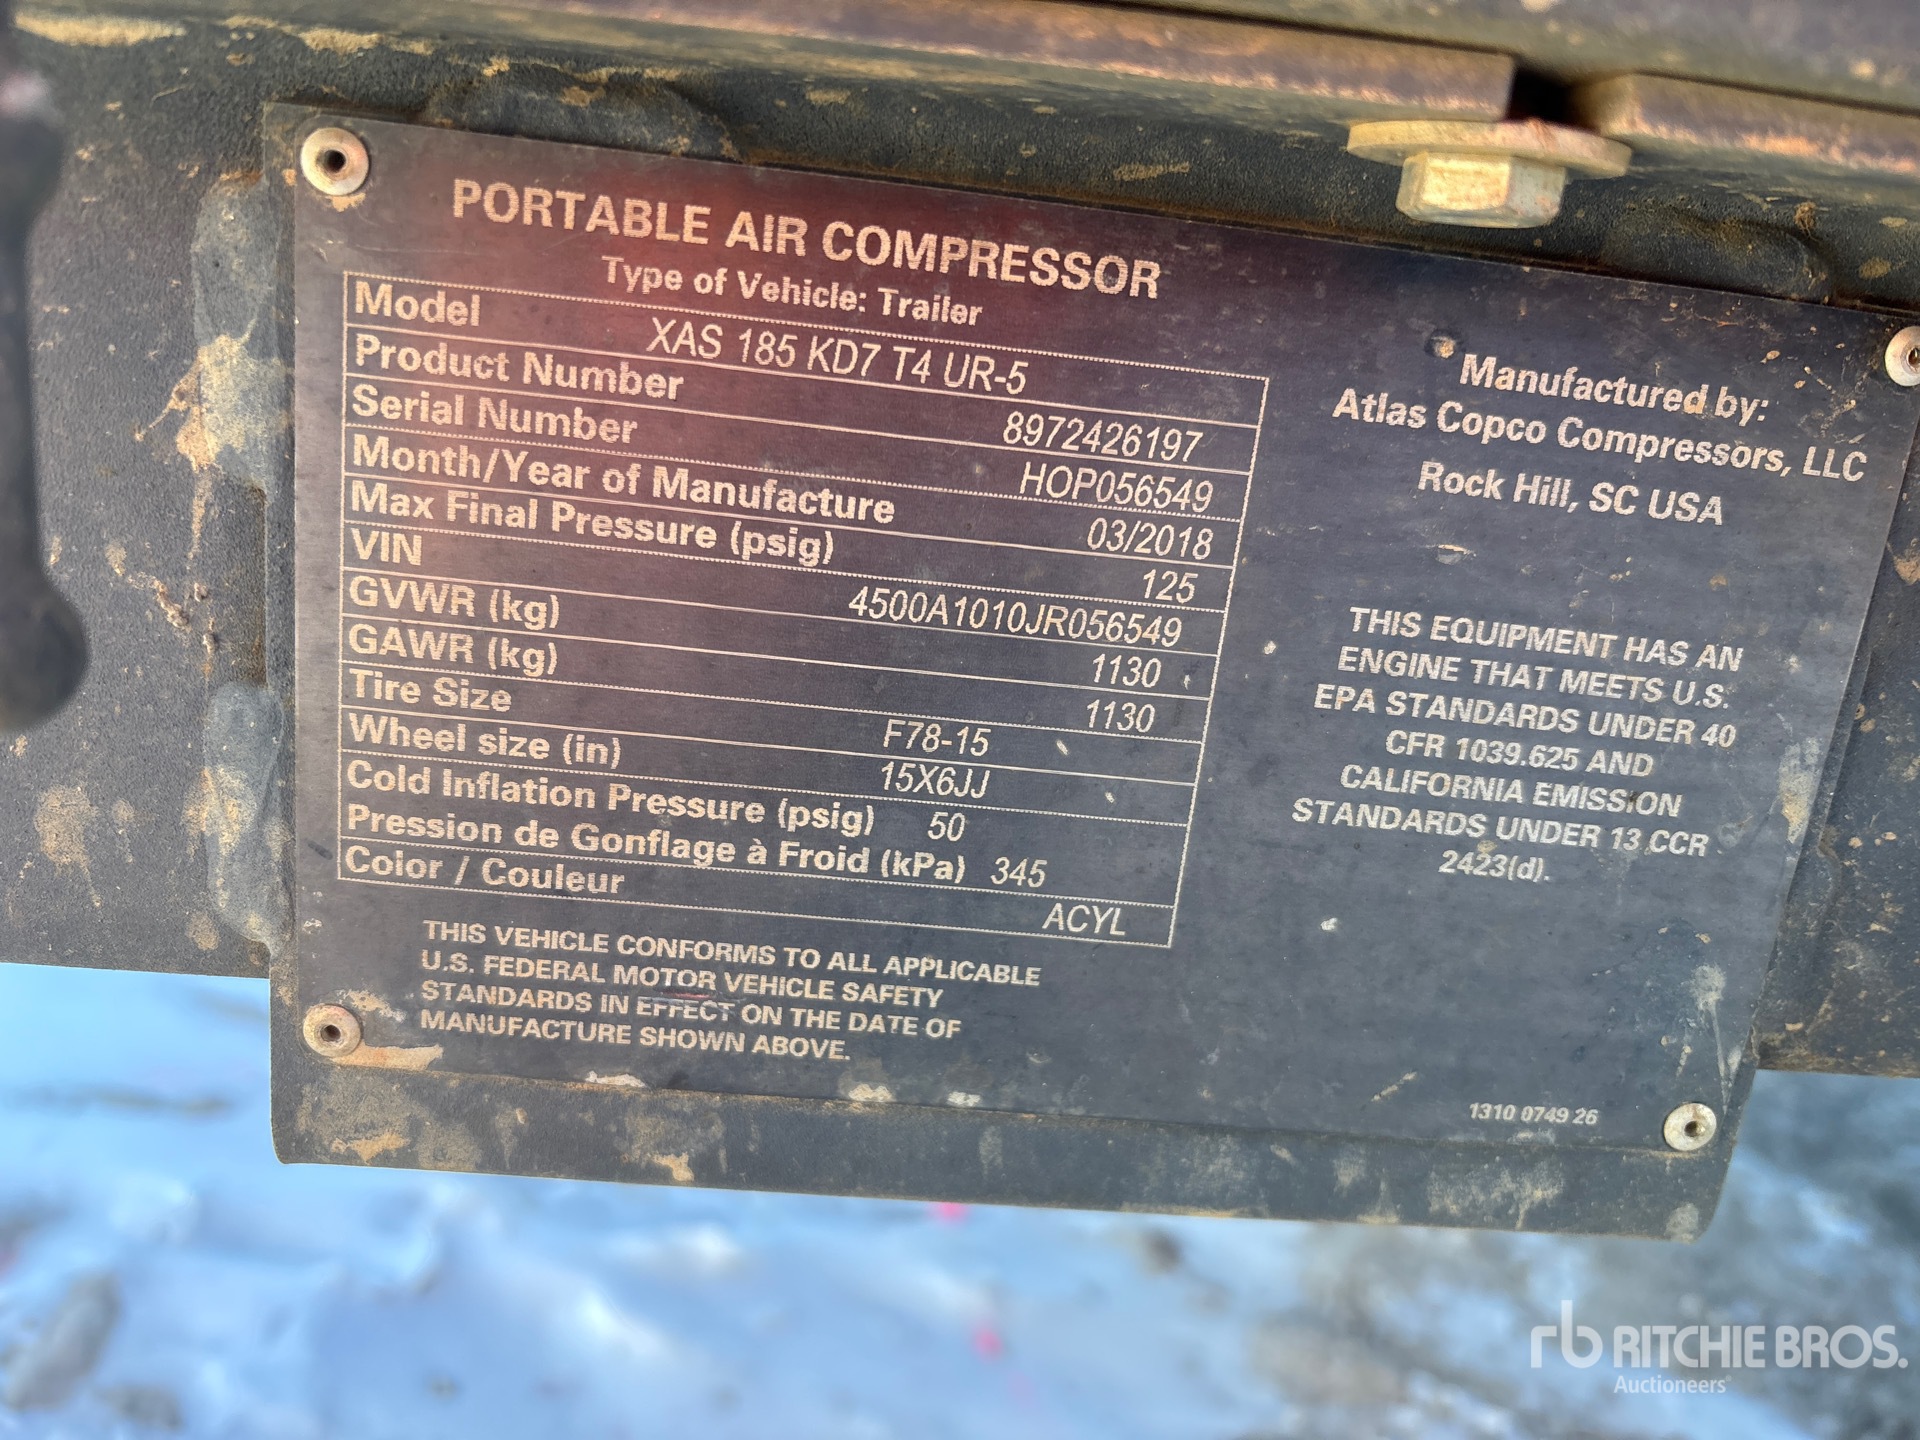 PORTABLE AIR COMPRESSOR
Type of Vehicle: Trailer
Model XAS 185 KD7 T4 UR-5
Product Number 8972426197
Serial Number HOP056549
Month/Year of Manufacture 03/2018
Max Final Pressure (psig) 125
VIN 4500A1010JR056549
GVWR (kg) 1130
GAWR (kg) 1130
Tire Size F78-15
Wheel size (in) 15X6JJ
Cold Inflation Pressure (psig) 50
Pression de Gonflage à Froid (kPa) 345
Color / Couleur ACYL
THIS VEHICLE CONFORMS TO ALL APPLICABLE
U.S. FEDERAL MOTOR VEHICLE SAFETY
STANDARDS IN EFFECT ON THE DATE OF
MANUFACTURE SHOWN ABOVE.
Manufactured by:
Atlas Copco Compressors, LLC
Rock Hill, SC USA
THIS EQUIPMENT HAS AN
ENGINE THAT MEETS U.S.
EPA STANDARDS UNDER 40
CFR 1039.625 AND
CALIFORNIA EMISSION
STANDARDS UNDER 13 CCR
2423(d).
1310 0749 26
rb RITCHIE BROS.
Auctioneers